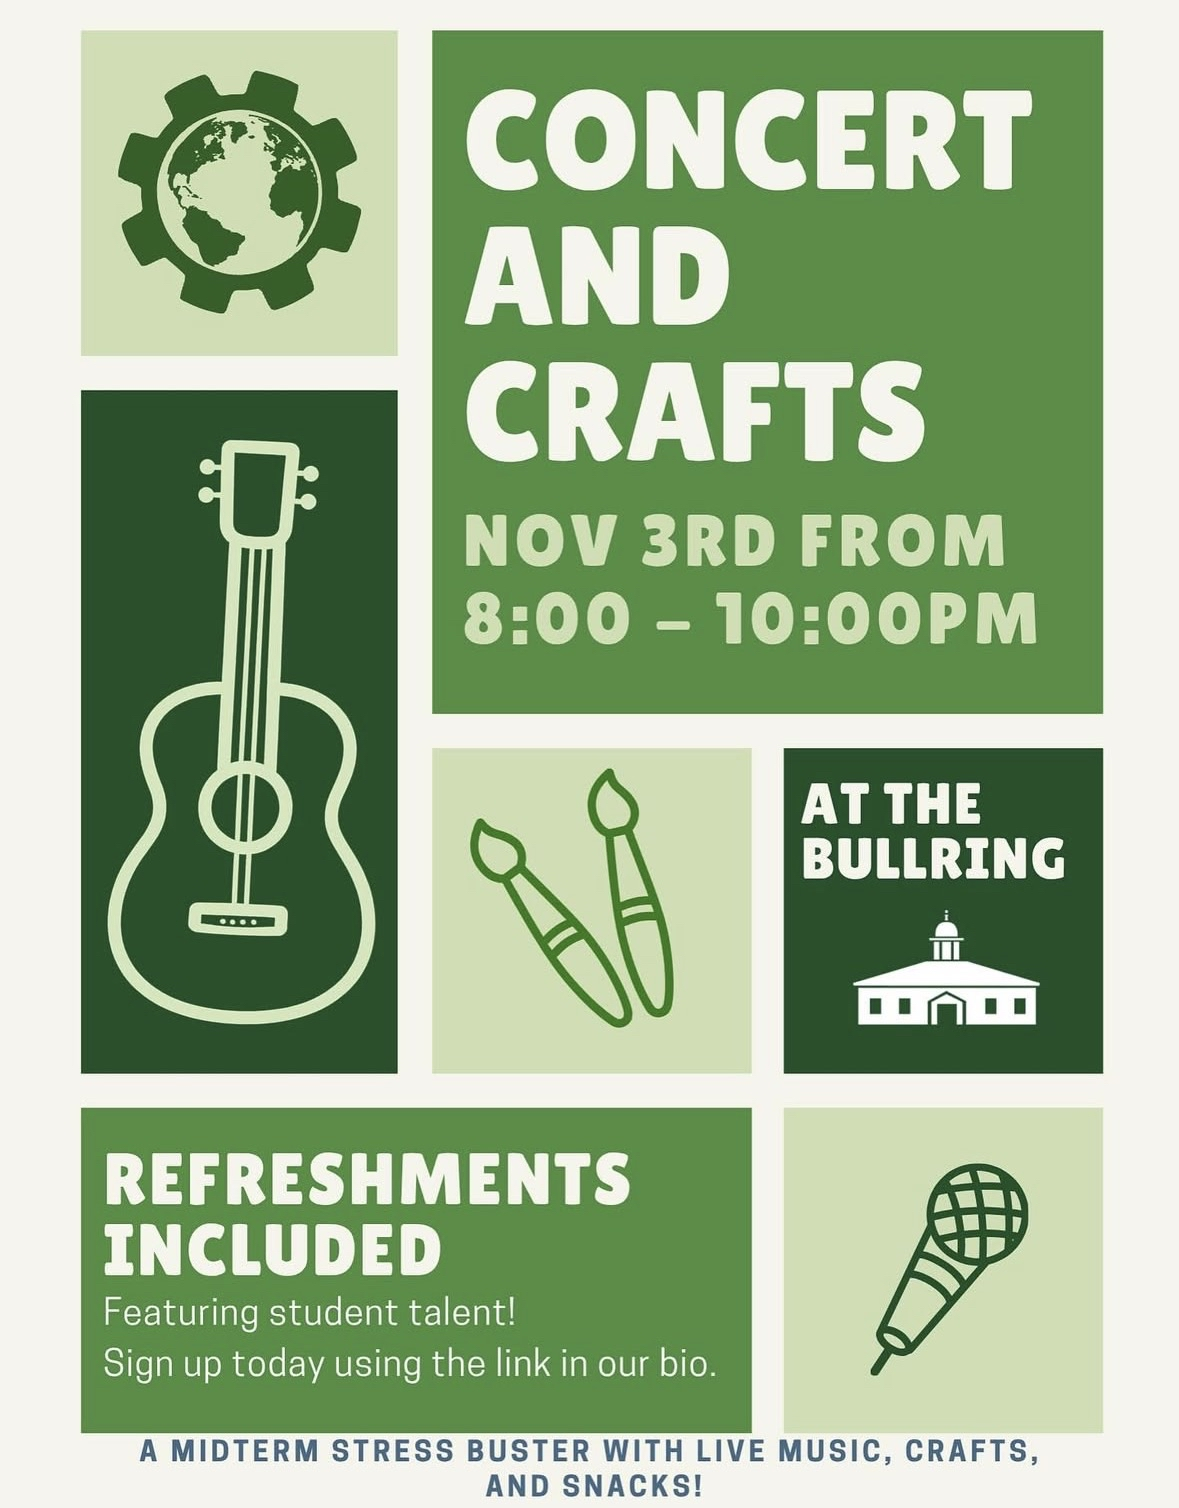 CONCERT
AND
CRAFTS
NOV 3RD FROM
8:00 – 10:00PM
AT THE
BULLRING
REFRESHMENTS
INCLUDED
Featuring student talent!
Sign up today using the link in our bio.
A MIDTERM STRESS BUSTER WITH LIVE MUSIC, CRAFTS,
AND SNACKS!